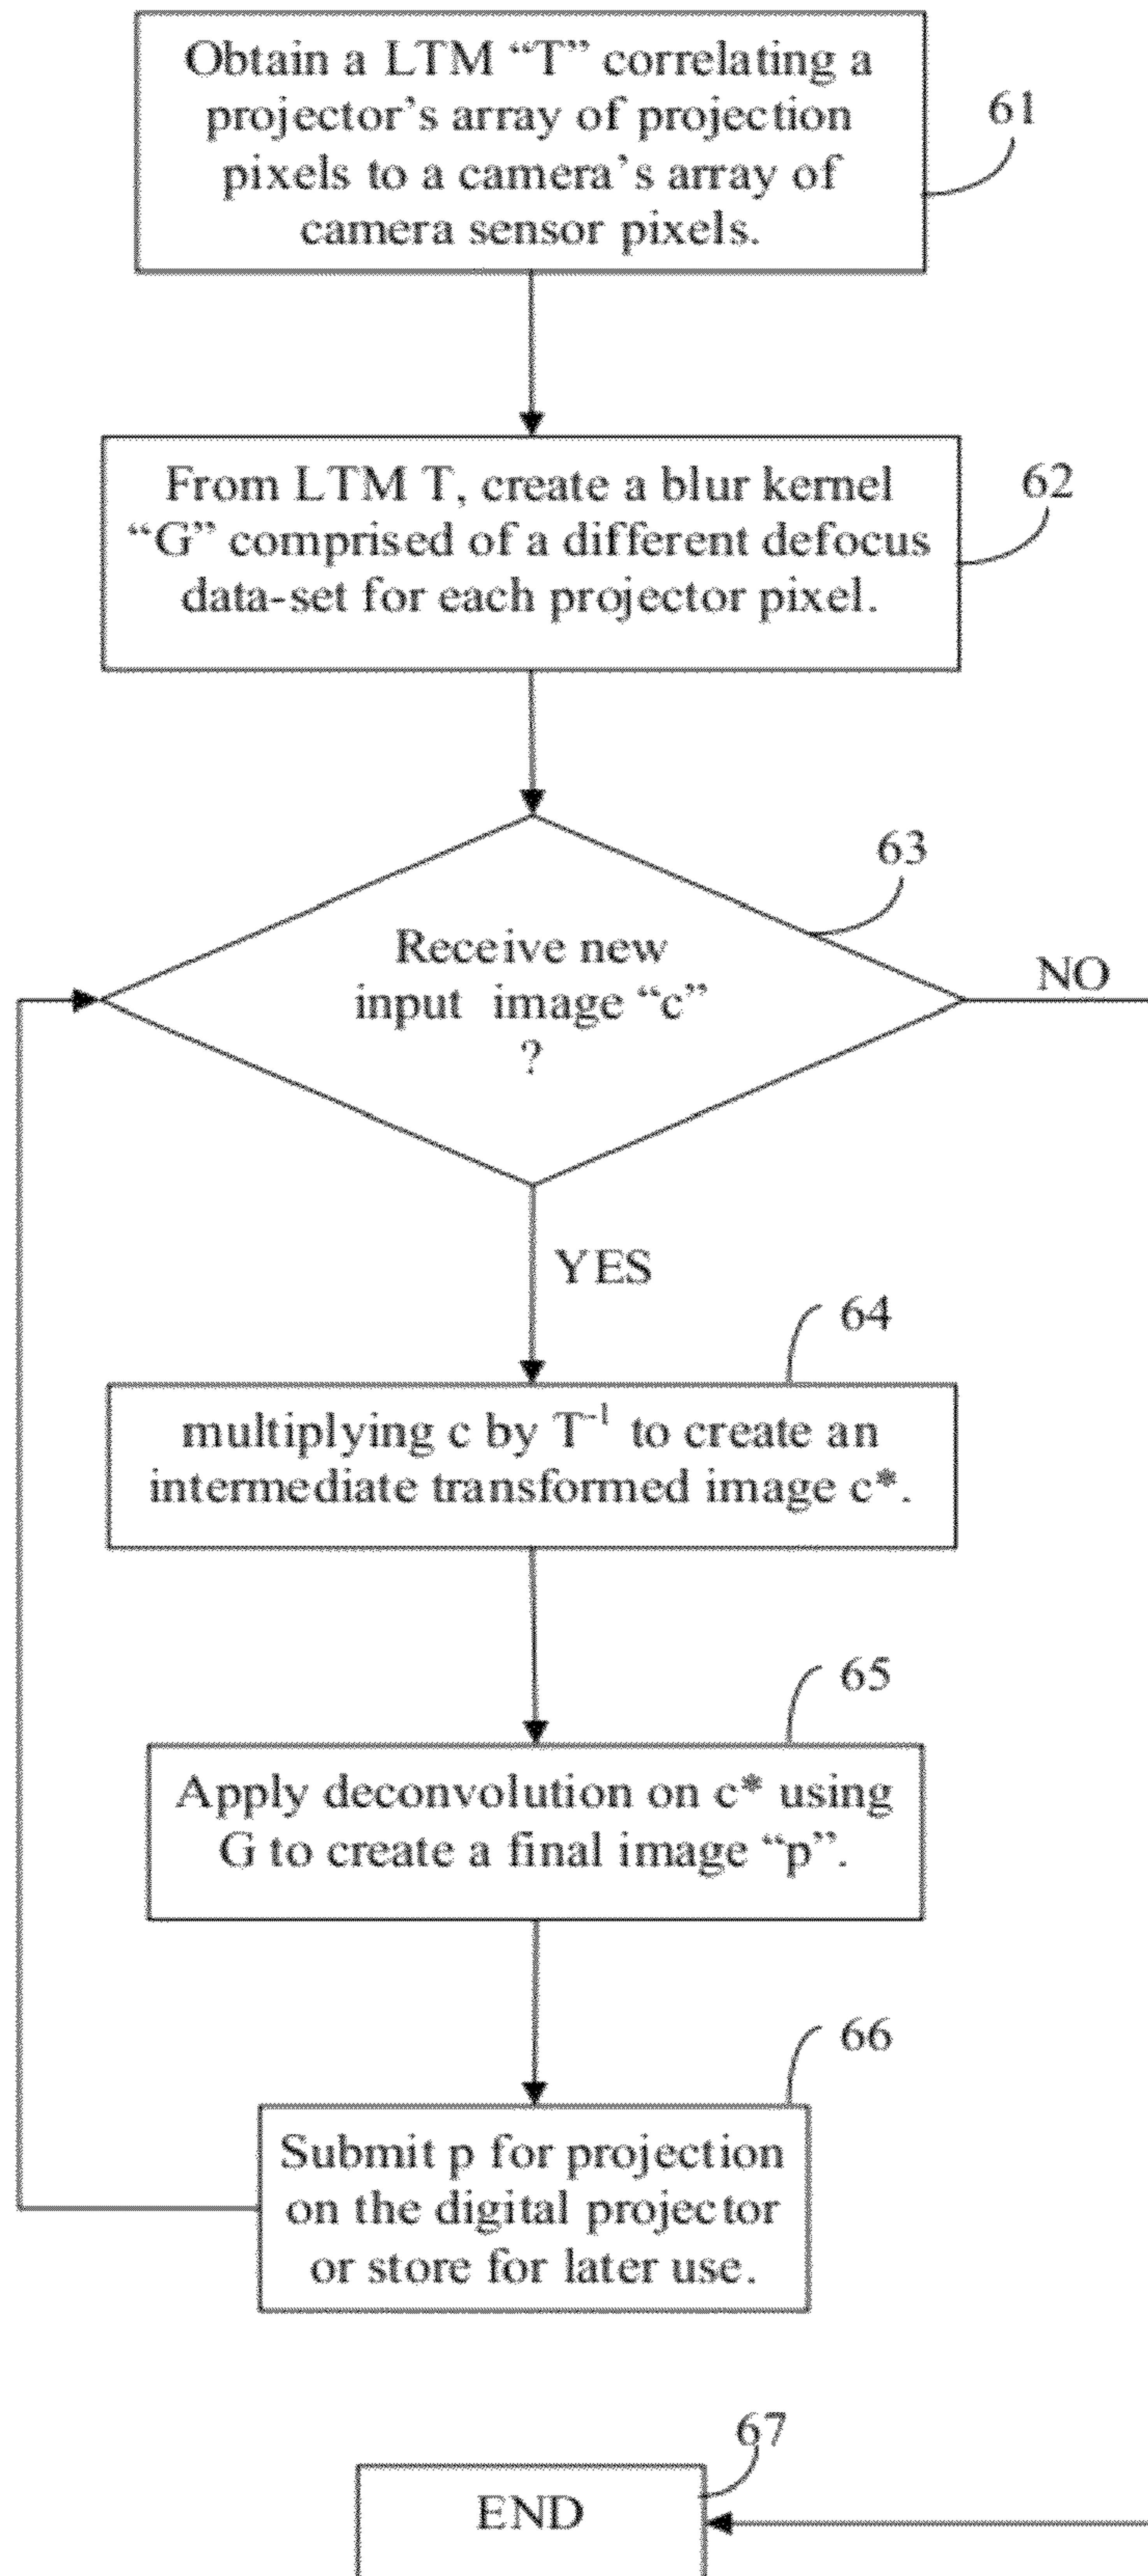 Obtain a LTM “T” correlating a
projector’s array of projection
pixels to a camera’s array of
camera sensor pixels.
61
From LTM T, create a blur kernel
“G” comprised of a different defocus
data-set for each projector pixel.
62
63
Receive new
input image “c”
?
NO
YES
64
multiplying c by T⁻¹ to create an
intermediate transformed image c*.
65
Apply deconvolution on c* using
G to create a final image “p”.
66
Submit p for projection
on the digital projector
or store for later use.
67
END